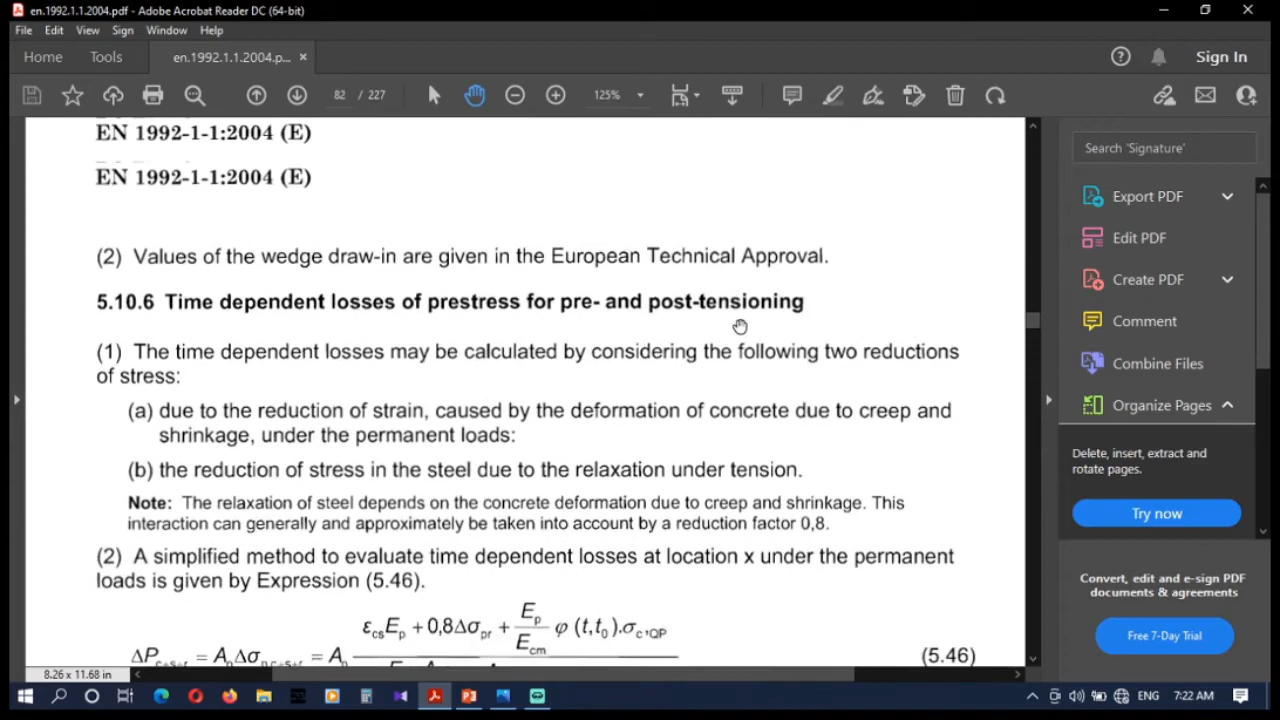 en.1992.1.1.2004.pdf - Adobe Acrobat Reader DC (64-bit)
File Edit View Sign Window Help
Home Tools en.1992.1.1.2004.p... × Sign In
82 / 227 125%
EN 1992-1-1:2004 (E)
EN 1992-1-1:2004 (E)
(2) Values of the wedge draw-in are given in the European Technical Approval.
5.10.6 Time dependent losses of prestress for pre- and post-tensioning
(1) The time dependent losses may be calculated by considering the following two reductions
of stress:
(a) due to the reduction of strain, caused by the deformation of concrete due to creep and
shrinkage, under the permanent loads:
(b) the reduction of stress in the steel due to the relaxation under tension.
Note: The relaxation of steel depends on the concrete deformation due to creep and shrinkage. This
interaction can generally and approximately be taken into account by a reduction factor 0,8.
(2) A simplified method to evaluate time dependent losses at location x under the permanent
loads is given by Expression (5.46).
εcsEp + 0,8Δσpr + Ep/Ecm φ (t,t0).σc,QP
ΔPc+s+r = ApΔσp,c+s+r = Ap (5.46)
8.26 x 11.68 in
Search 'Signature'
Export PDF
Edit PDF
Create PDF
Comment
Combine Files
Organize Pages
Delete, insert, extract and
rotate pages.
Try now
Convert, edit and e-sign PDF
documents & agreements
Free 7-Day Trial
ENG 7:22 AM